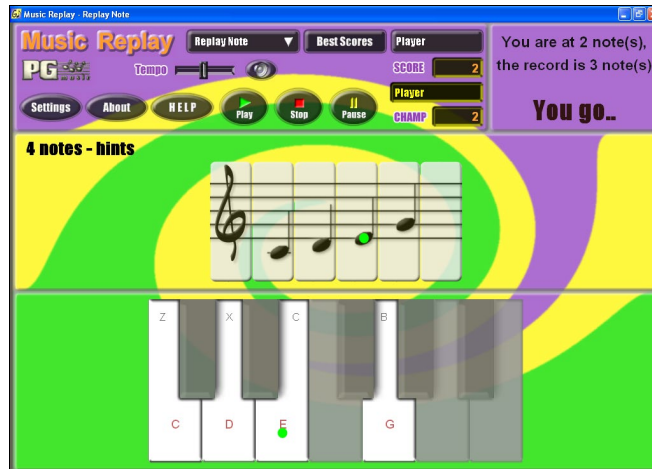 Music Replay - Replay Note
Music Replay
Replay Note
Best Scores
Player
You are at 2 note(s),
the record is 3 note(s)
PG
Tempo
SCORE 2
Player
CHAMP 2
Settings
About
HELP
Play
Stop
Pause
You go..
4 notes - hints
Z X C B
C D E G